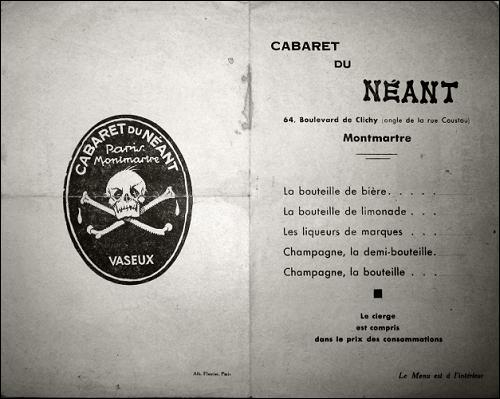 CABARET DU NÉANT
Paris.
Montmartre
VASEUX
Alb. Fleurier, Paris
CABARET
DU
NÉANT
64, Boulevard de Clichy (angle de la rue Coustou)
Montmartre
La bouteille de bière. . . . .
La bouteille de limonade . . .
Les liqueurs de marques . . .
Champagne, la demi-bouteille.
Champagne, la bouteille . . .
Le cierge
est compris
dans le prix des consommations
Le Menu est à l'intérieur